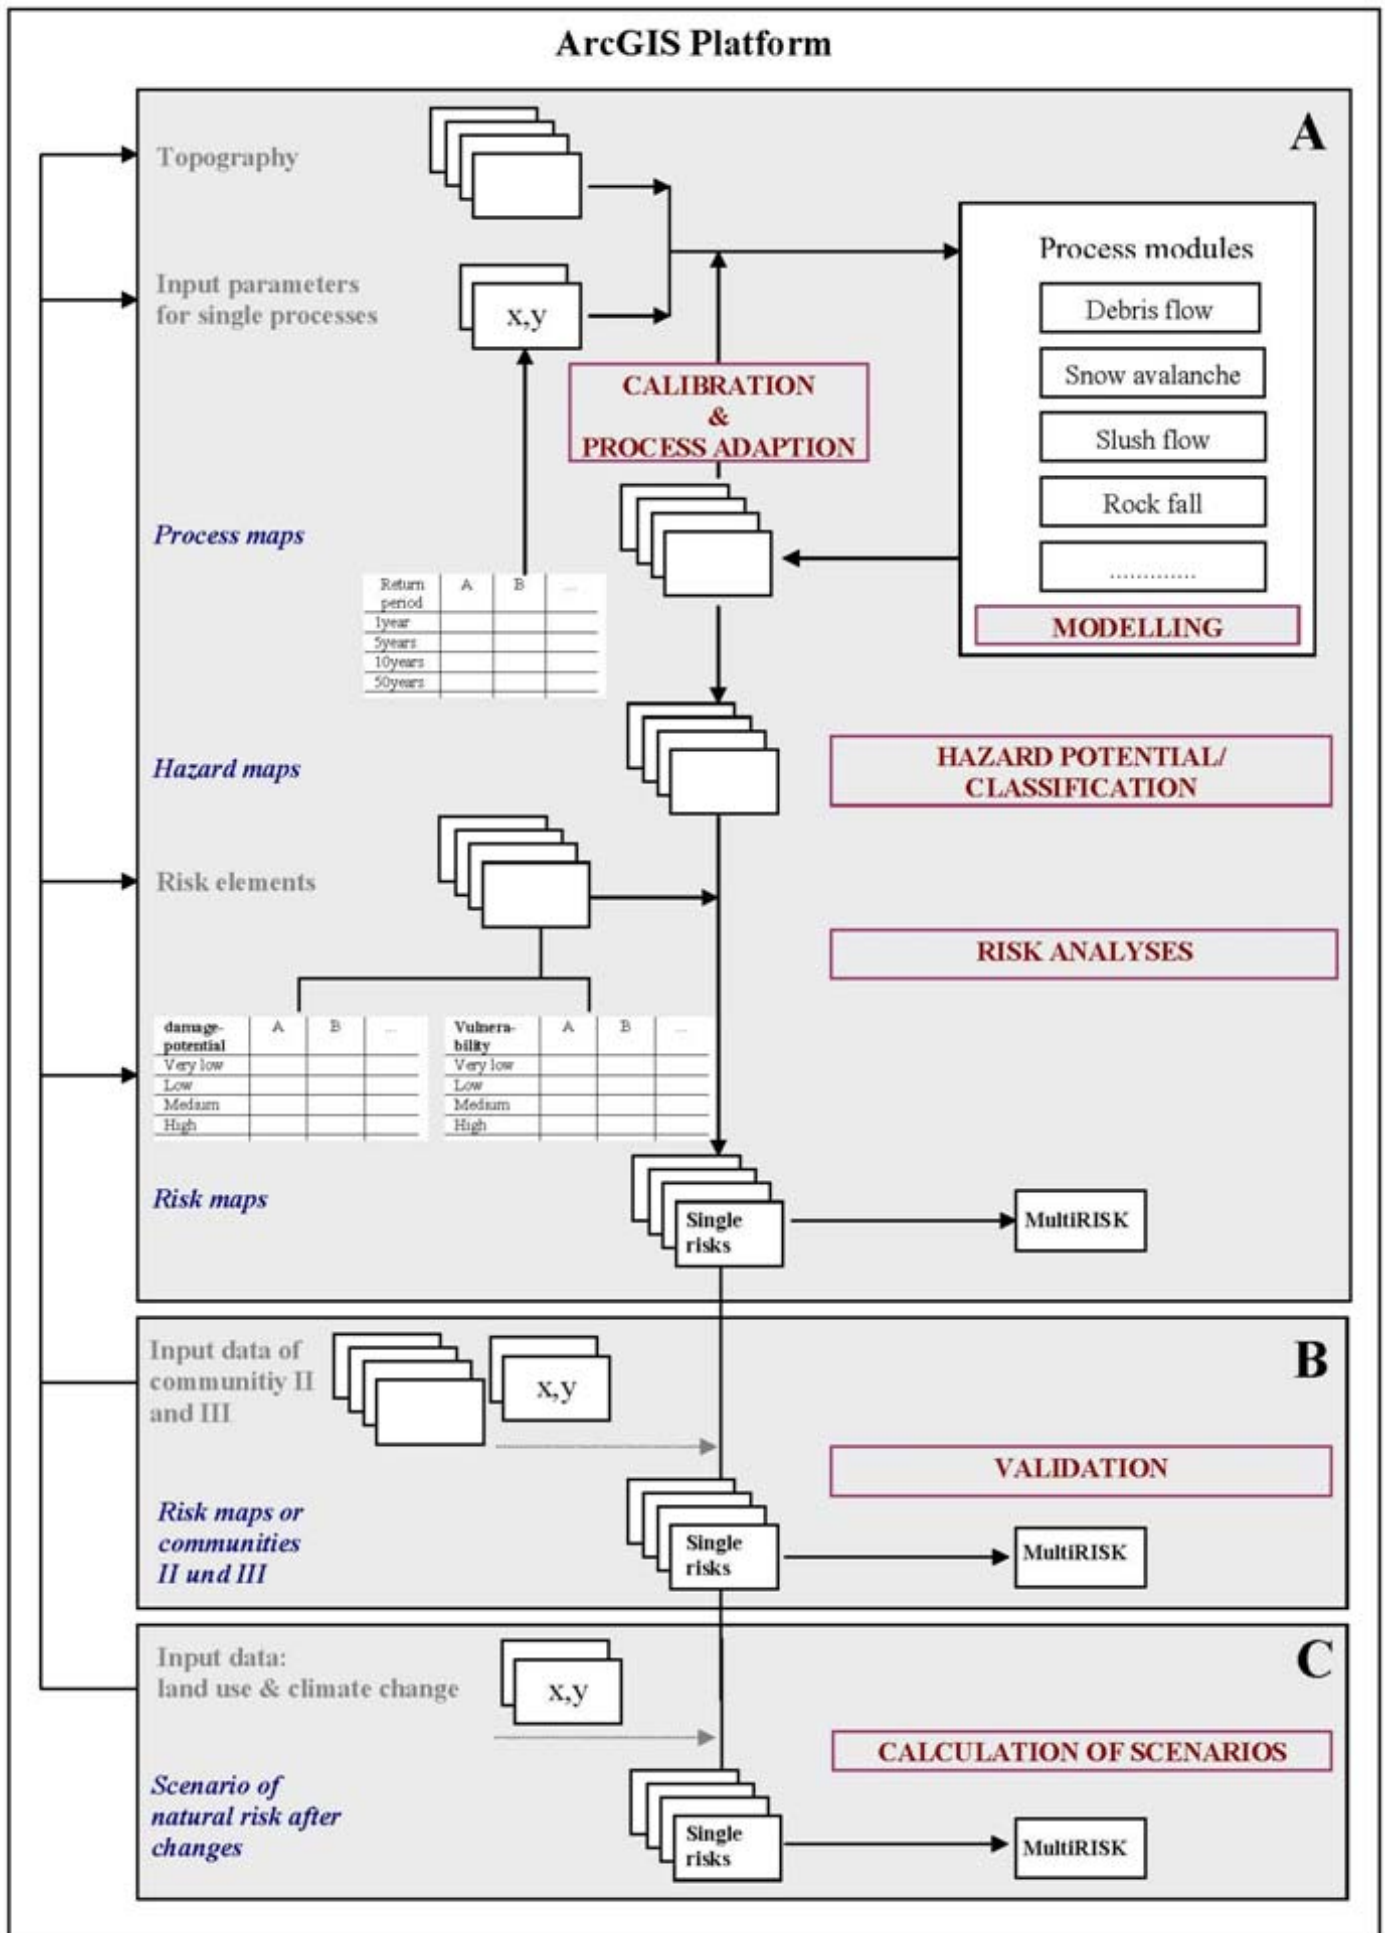 ArcGIS Platform
A
Topography
Input parameters
for single processes
x,y
Process modules
Debris flow
Snow avalanche
Slush flow
Rock fall
.............
MODELLING
CALIBRATION
&
PROCESS ADAPTION
Process maps
Return
period
A
B
...
1year
5years
10years
50years
Hazard maps
HAZARD POTENTIAL/
CLASSIFICATION
Risk elements
RISK ANALYSES
damage-
potential
A
B
...
Very low
Low
Medium
High
Vulnera-
bility
A
B
...
Very low
Low
Medium
High
Risk maps
Single
risks
MultiRISK
B
Input data of
communitiy II
and III
x,y
VALIDATION
Risk maps or
communities
II und III
Single
risks
MultiRISK
C
Input data:
land use & climate change
x,y
CALCULATION OF SCENARIOS
Scenario of
natural risk after
changes
Single
risks
MultiRISK